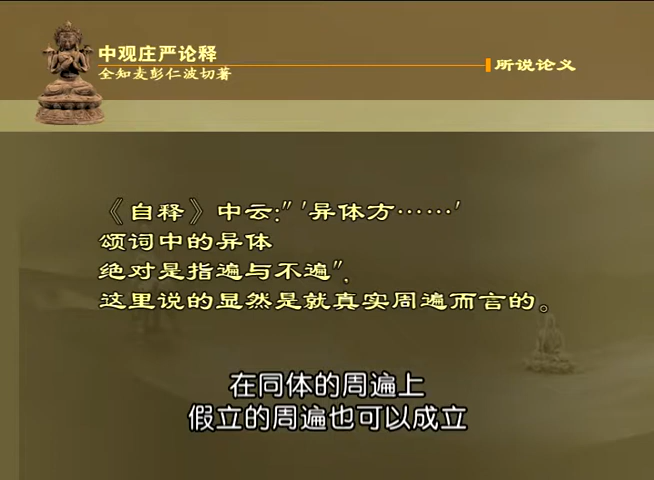 中观庄严论释
全知麦彭仁波切著
所说论义
《自释》中云:"'异体方……'
颂词中的异体
绝对是指遍与不遍",
这里说的显然是就真实周遍而言的。
在同体的周遍上
假立的周遍也可以成立